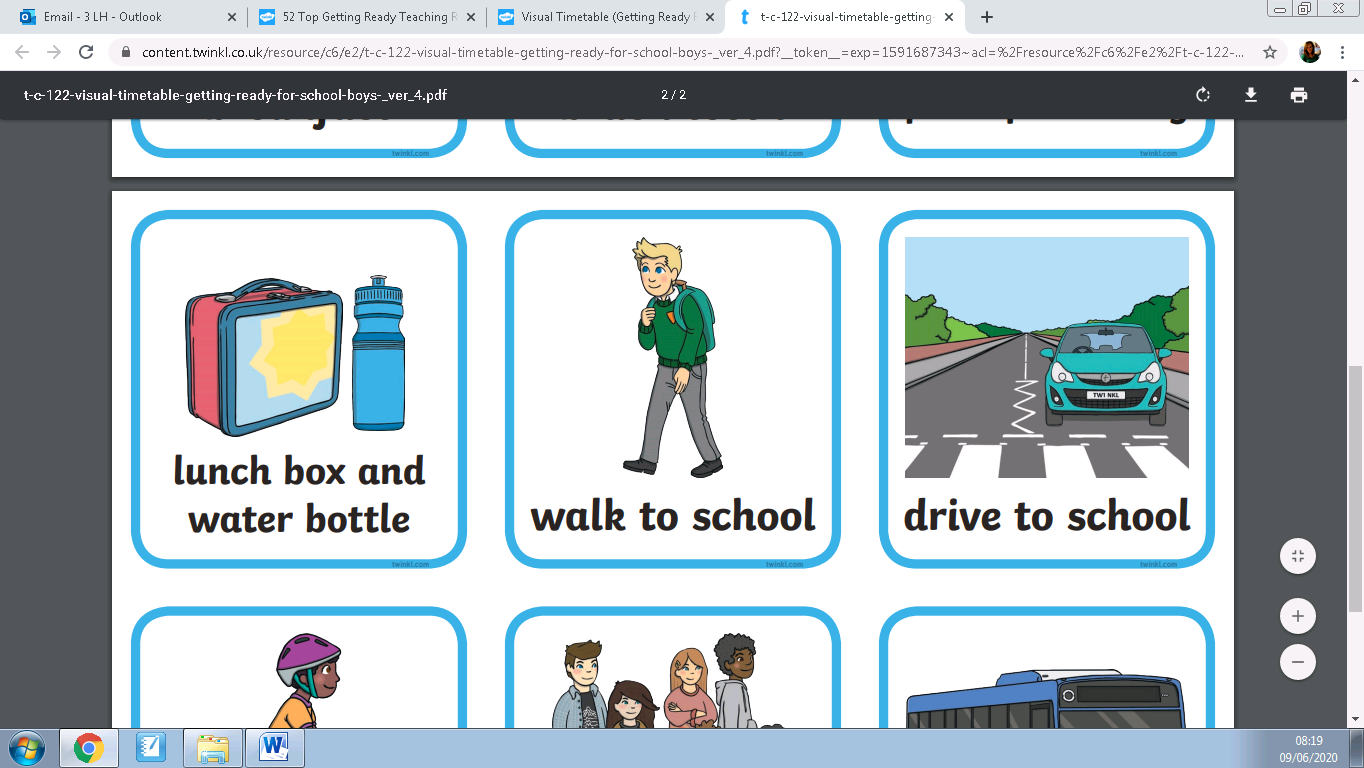 Email - 3 LH - Outlook
52 Top Getting Ready Teaching R
Visual Timetable (Getting Ready
t-c-122-visual-timetable-getting-
content.twinkl.co.uk/resource/c6/e2/t-c-122-visual-timetable-getting-ready-for-school-boys-_ver_4.pdf?__token__=exp=1591687343~acl=%2Fresource%2Fc6%2Fe2%2Ft-c-122-...
t-c-122-visual-timetable-getting-ready-for-school-boys-_ver_4.pdf
2 / 2
twinkl.com
twinkl.com
twinkl.com
TW1 NKL
lunch box and
water bottle
walk to school
drive to school
twinkl.com
twinkl.com
twinkl.com
08:19
09/06/2020